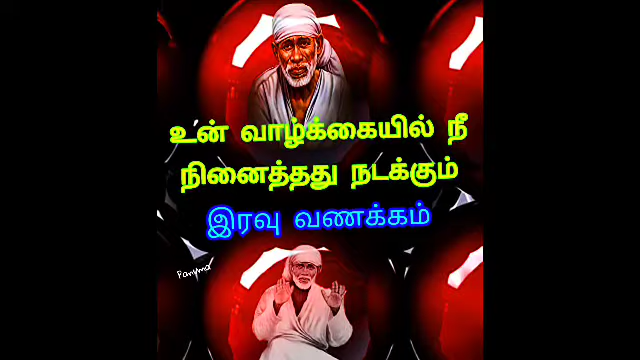 உன் வாழ்க்கையில் நீ
நினைத்தது நடக்கும்
இரவு வணக்கம்